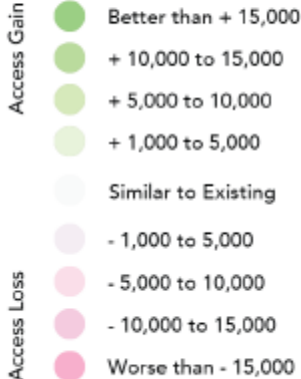 Access Gain
Better than + 15,000
+ 10,000 to 15,000
+ 5,000 to 10,000
+ 1,000 to 5,000
Similar to Existing
- 1,000 to 5,000
- 5,000 to 10,000
- 10,000 to 15,000
Worse than - 15,000
Access Loss